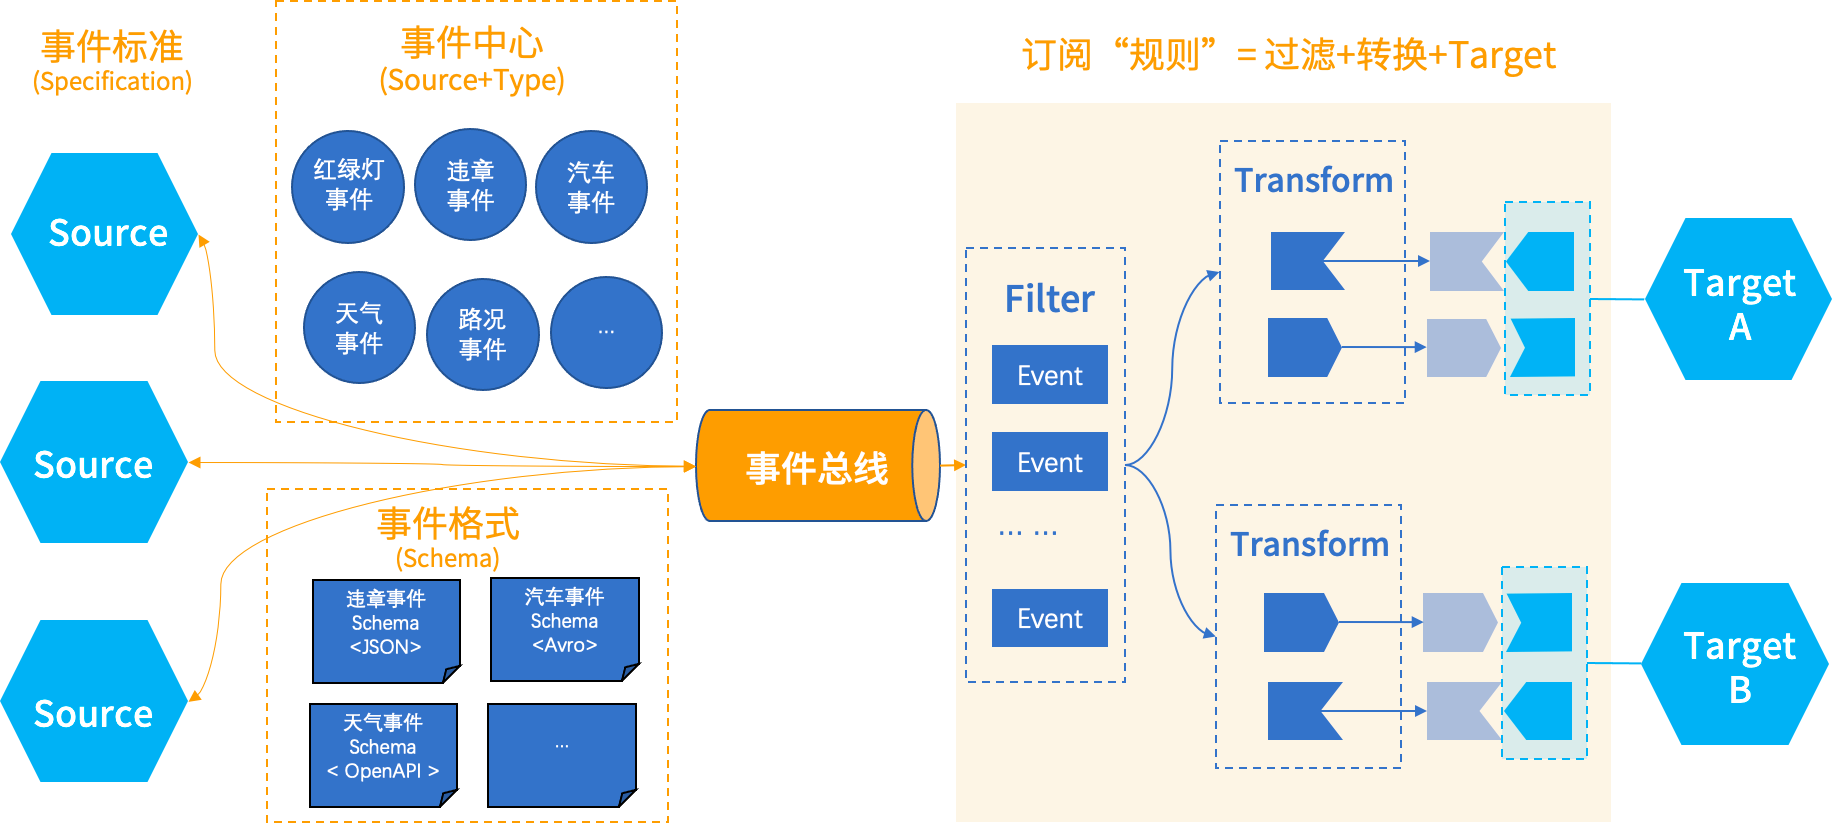 事件标准
(Specification)
Source
Source
Source
事件中心
(Source+Type)
红绿灯
事件
违章
事件
汽车
事件
天气
事件
路况
事件
...
事件格式
(Schema)
违章事件
Schema
<JSON>
汽车事件
Schema
<Avro>
天气事件
Schema
< OpenAPI >
...
事件总线
订阅“规则”= 过滤+转换+Target
Filter
Event
Event
... ...
Event
Transform
Transform
Target
A
Target
B